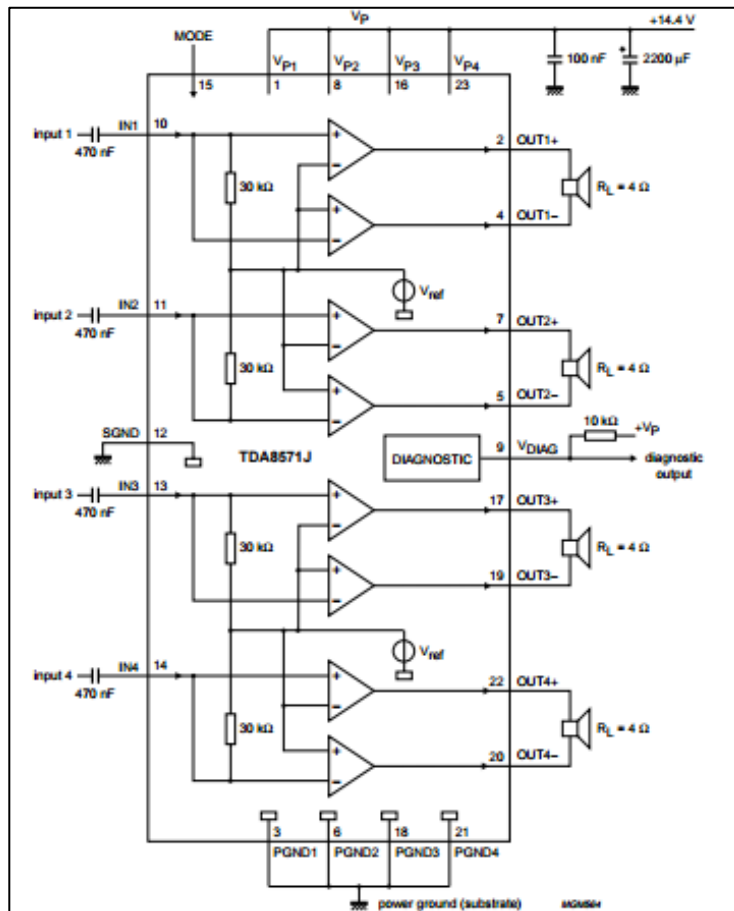 VP
+14.4 V
MODE
VP1
VP2
VP3
VP4
100 nF
+
2200 µF
15
1
8
16
23
input 1
IN1
10
470 nF
30 kΩ
+
−
+
−
2
OUT1+
4
OUT1−
RL = 4 Ω
Vref
input 2
IN2
11
470 nF
30 kΩ
+
−
+
−
7
OUT2+
5
OUT2−
RL = 4 Ω
SGND
12
TDA8571J
DIAGNOSTIC
9
VDIAG
10 kΩ
+VP
diagnostic
output
input 3
IN3
13
470 nF
30 kΩ
+
−
+
−
17
OUT3+
19
OUT3−
RL = 4 Ω
Vref
input 4
IN4
14
470 nF
30 kΩ
+
−
+
−
22
OUT4+
20
OUT4−
RL = 4 Ω
3
6
18
21
PGND1
PGND2
PGND3
PGND4
power ground (substrate)